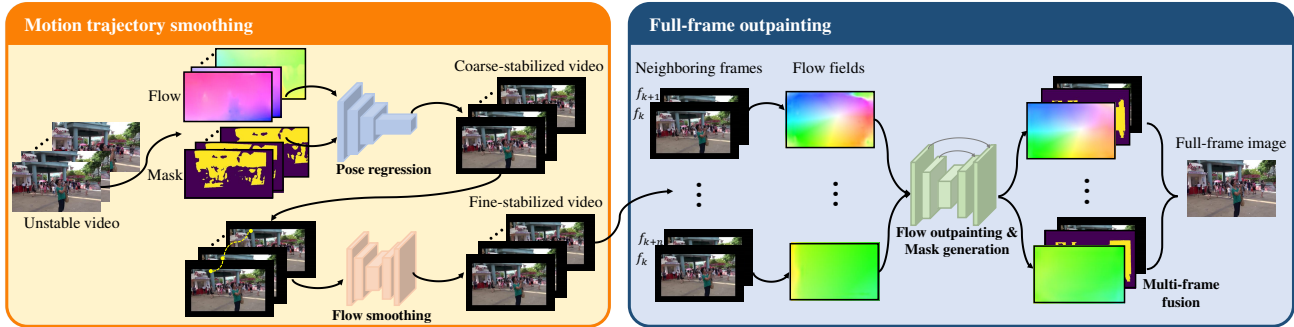 Motion trajectory smoothing
Flow
Mask
Unstable video
Pose regression
Coarse-stabilized video
Flow smoothing
Fine-stabilized video
Full-frame outpainting
Neighboring frames
f_{k+1}
f_k
f_{k+n}
f_k
Flow fields
Flow outpainting &
Mask generation
Multi-frame
fusion
Full-frame image